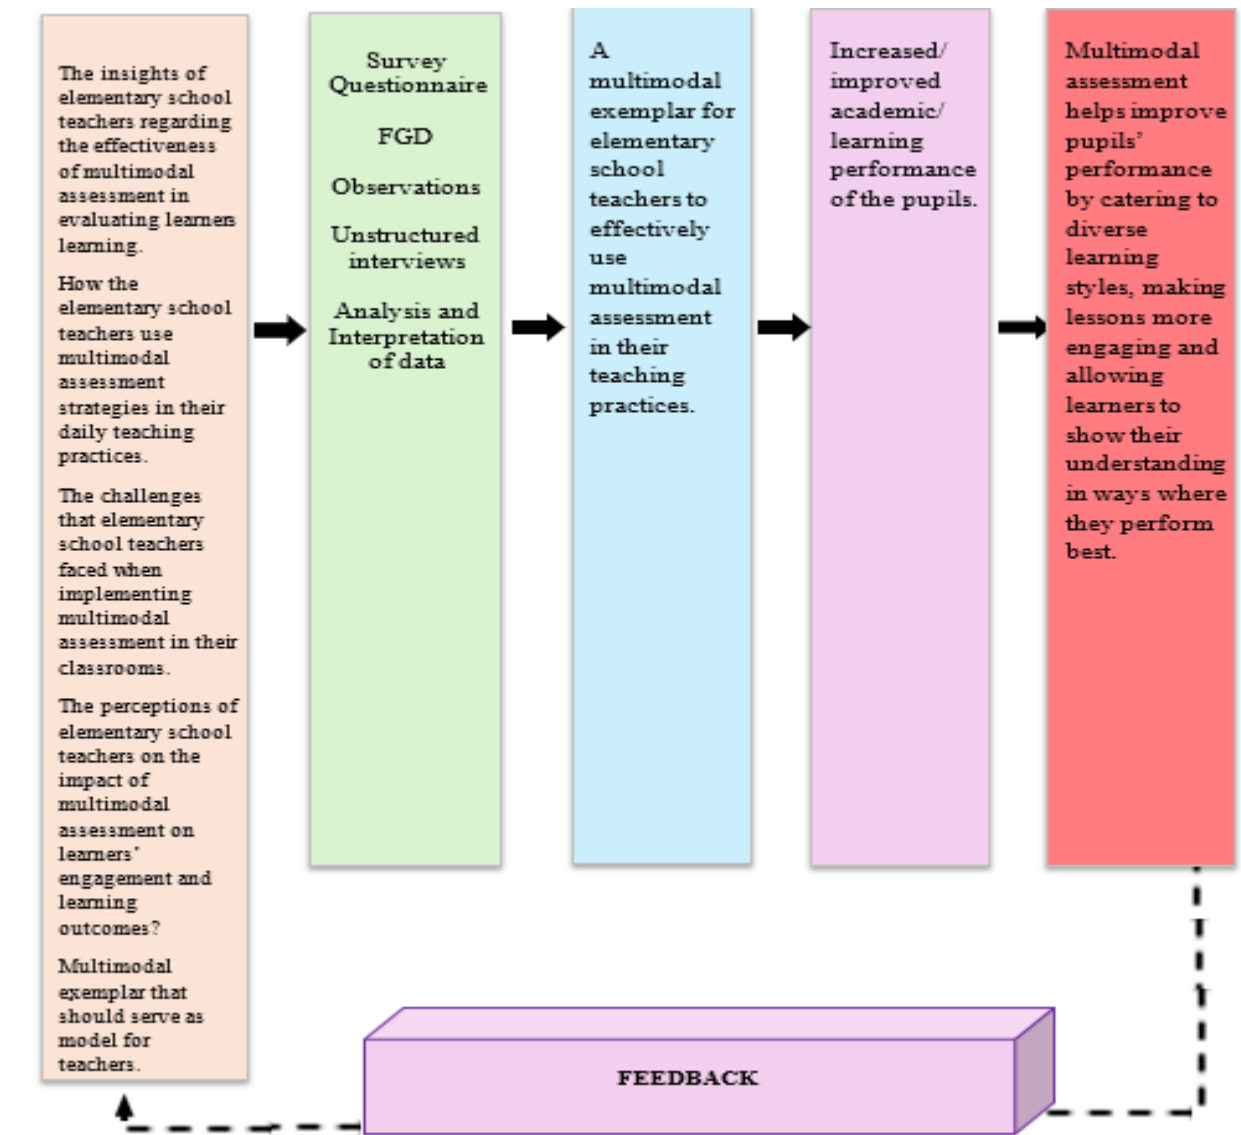 The insights of
elementary school
teachers regarding
the effectiveness
of multimodal
assessment in
evaluating learners
learning.
How the
elementary school
teachers use
multimodal
assessment
strategies in their
daily teaching
practices.
The challenges
that elementary
school teachers
faced when
implementing
multimodal
assessment in their
classrooms.
The perceptions of
elementary school
teachers on the
impact of
multimodal
assessment on
learners'
engagement and
learning
outcomes?
Multimodal
exemplar that
should serve as
model for
teachers.
Survey
Questionnaire
FGD
Observations
Unstructured
interviews
Analysis and
Interpretation
of data
A
multimodal
exemplar for
elementary
school
teachers to
effectively
use
multimodal
assessment
in their
teaching
practices.
Increased/
improved
academic/
learning
performance
of the pupils.
Multimodal
assessment
helps improve
pupils'
performance
by catering to
diverse
learning
styles, making
lessons more
engaging and
allowing
learners to
show their
understanding
in ways where
they perform
best.
FEEDBACK